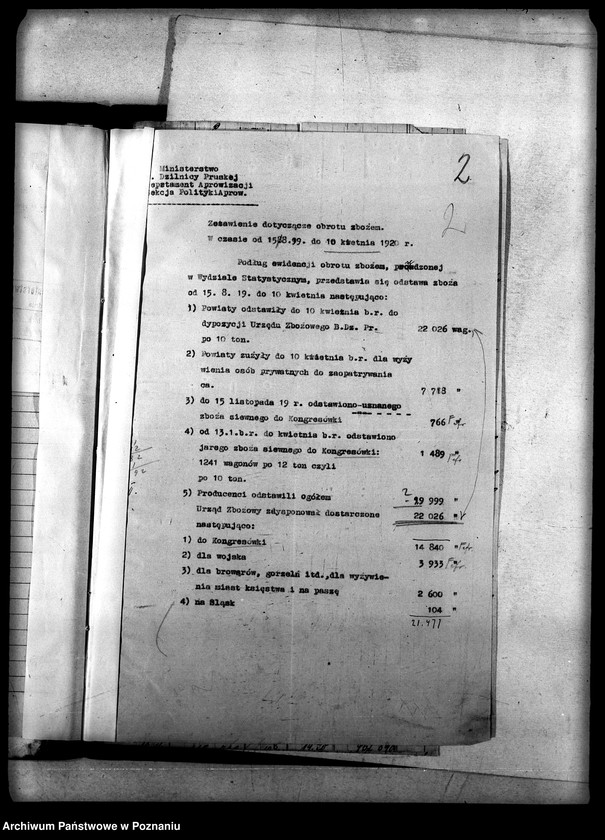 2
2
Ministerstwo
. Dzilnicy Pruskej
epatament Aprowizacji
ekcja PolitykiAprow.
Zestawienie dotyczące obrotu zbożem.
W czasie od 15/8.19. do 10 kwietnia 1920 r.
Podług ewidencji obrotu zbożem, prowadzonej
w Wydziale Statystycznym, przedstawia się odstawa zboża
od 15. 8. 19. do 10 kwietnia następująco:
1) Powiaty odstawiły do 10 kwietnia b.r. do
dypozycji Urzędu Zbożowego B.Dz. Pr. 22 026 wag.
po 10 ton.
2) Powiaty zużyły do 10 kwietnia b.r. dla wyży
wienia osób prywatnych do zaopatrywania
ca. 7 718 "
3) do 15 listopada 19 r. odstawiono uznanego
zboża siewnego do Kongresówki 766
4) od 13.1.b.r. do kwietnia b.r. odstawiono
jarego zboża siewnego do Kongresówki: 1 489
1241 wagonów po 12 ton czyli
po 10 ton.
5) Producenci odstawili ogółem ? 29 999 "
Urząd Zbożowy zdysponował dostarczone 22 026 "
następująco:
1) do Kongresówki 14 840 "
2) dla wojska 3 933 "
3) dla browarów, gorzelń itd., dla wyżywie-
nia miast księstwa i na paszę 2 600 "
4) na Śląsk 104 "
21.477
Archiwum Państwowe w Poznaniu